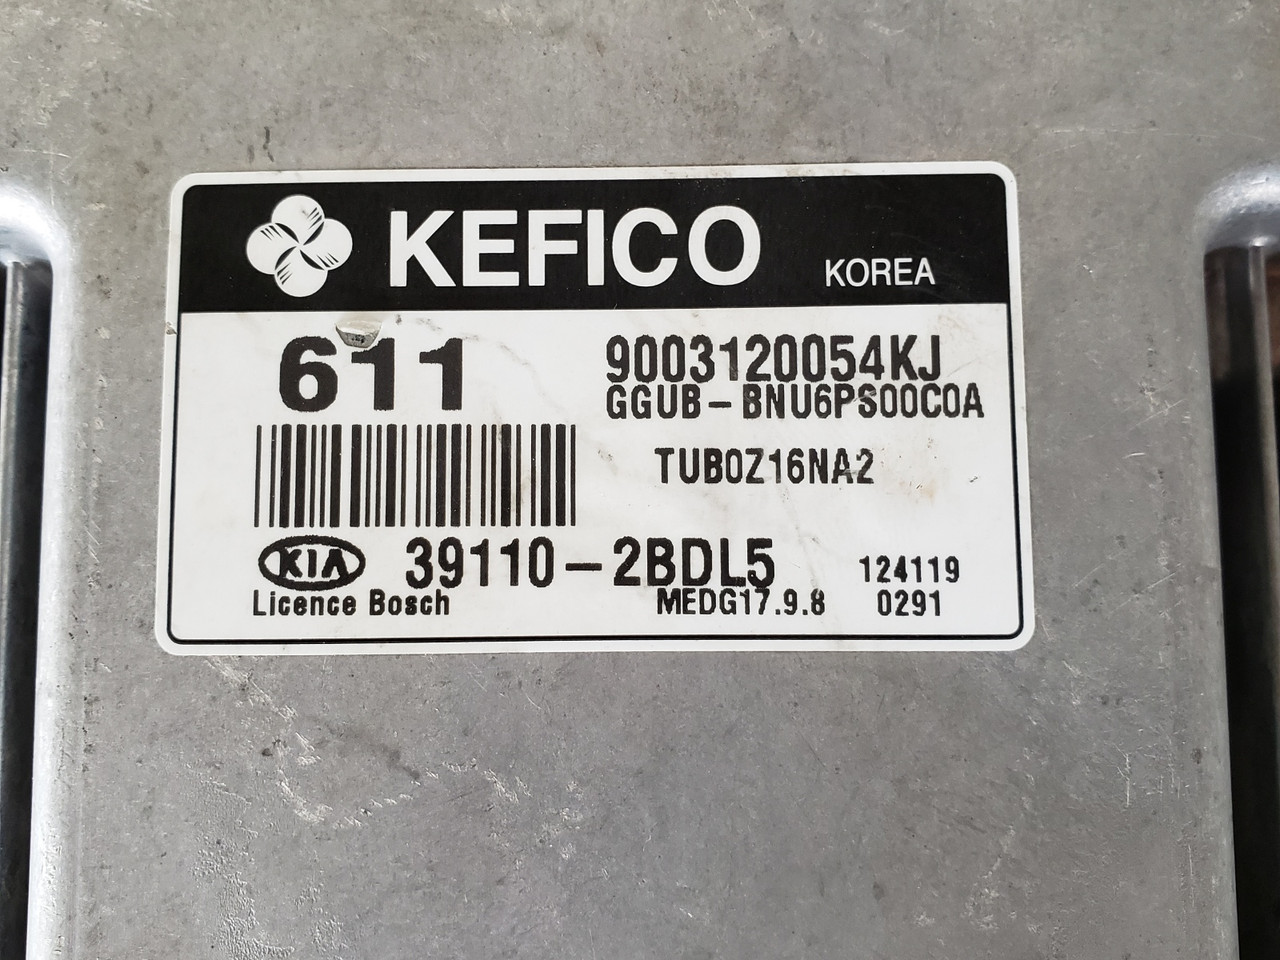 KEFICO KOREA
611
9003120054KJ
GGUB-BNU6PS00C0A
TUB0Z16NA2
KIA 39110-2BDL5 124119
Licence Bosch MEDG17.9.8 0291